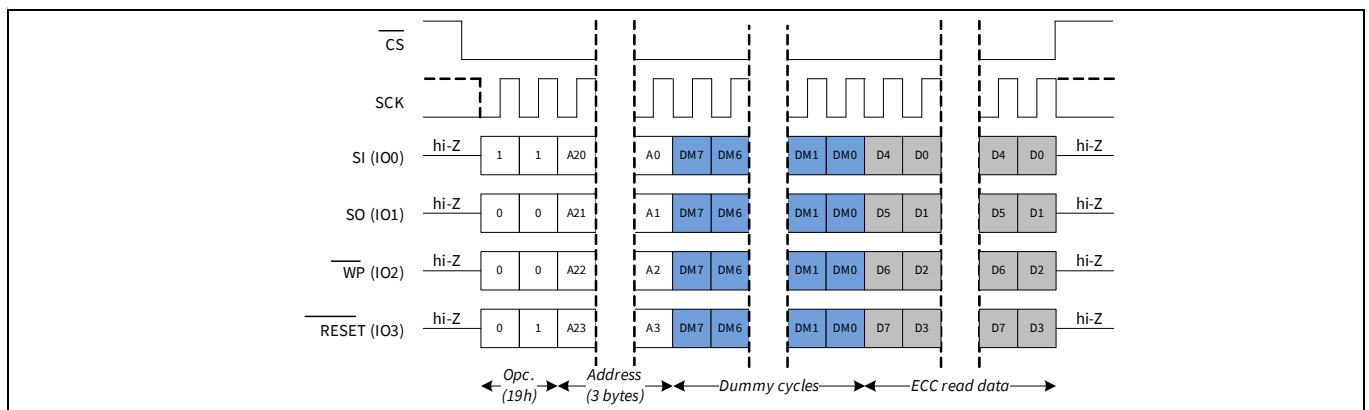 CS
SCK
SI (IO0) hi-Z 1 1 A20 A0 DM7 DM6 DM1 DM0 D4 D0 D4 D0 hi-Z
SO (IO1) hi-Z 0 0 A21 A1 DM7 DM6 DM1 DM0 D5 D1 D5 D1 hi-Z
WP (IO2) hi-Z 0 0 A22 A2 DM7 DM6 DM1 DM0 D6 D2 D6 D2 hi-Z
RESET (IO3) hi-Z 0 1 A23 A3 DM7 DM6 DM1 DM0 D7 D3 D7 D3 hi-Z
Opc. (19h) Address (3 bytes) Dummy cycles ECC read data